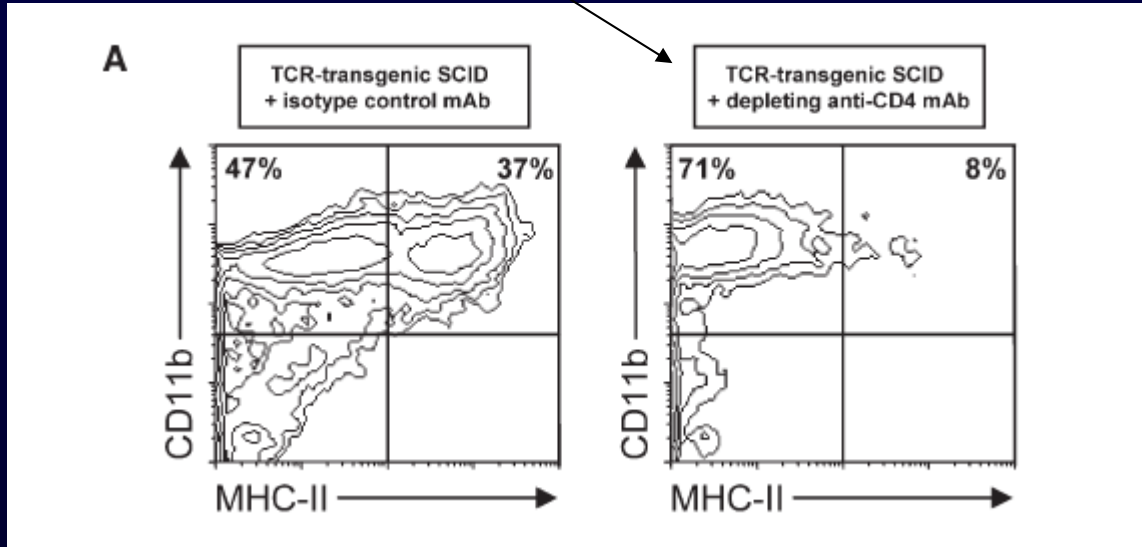 A
TCR-transgenic SCID
+ isotype control mAb
TCR-transgenic SCID
+ depleting anti-CD4 mAb
47%
37%
71%
8%
CD11b
CD11b
MHC-II
MHC-II